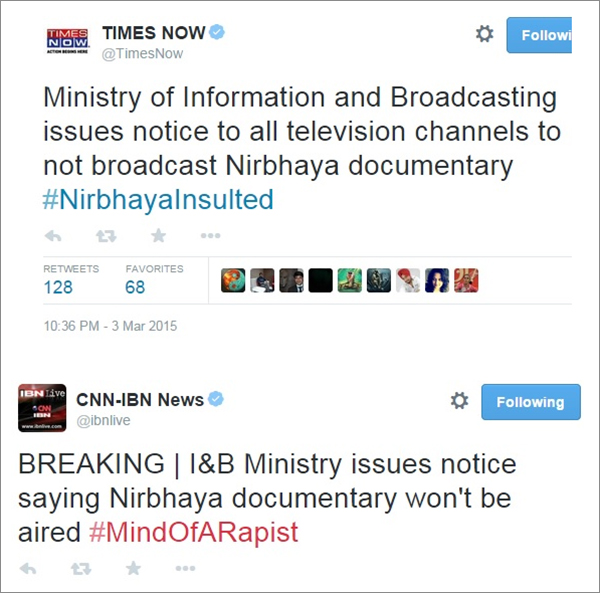 TIMES NOW
TIMES NOW
ACTION BEGINS HERE
@TimesNow
Followi
Ministry of Information and Broadcasting
issues notice to all television channels to
not broadcast Nirbhaya documentary
#NirbhayaInsulted
RETWEETS FAVORITES
128 68
10:36 PM - 3 Mar 2015
IBN live
CNN
IBN
www.ibnlive.com
CNN-IBN News
@ibnlive
Following
BREAKING | I&B Ministry issues notice
saying Nirbhaya documentary won't be
aired #MindOfARapist